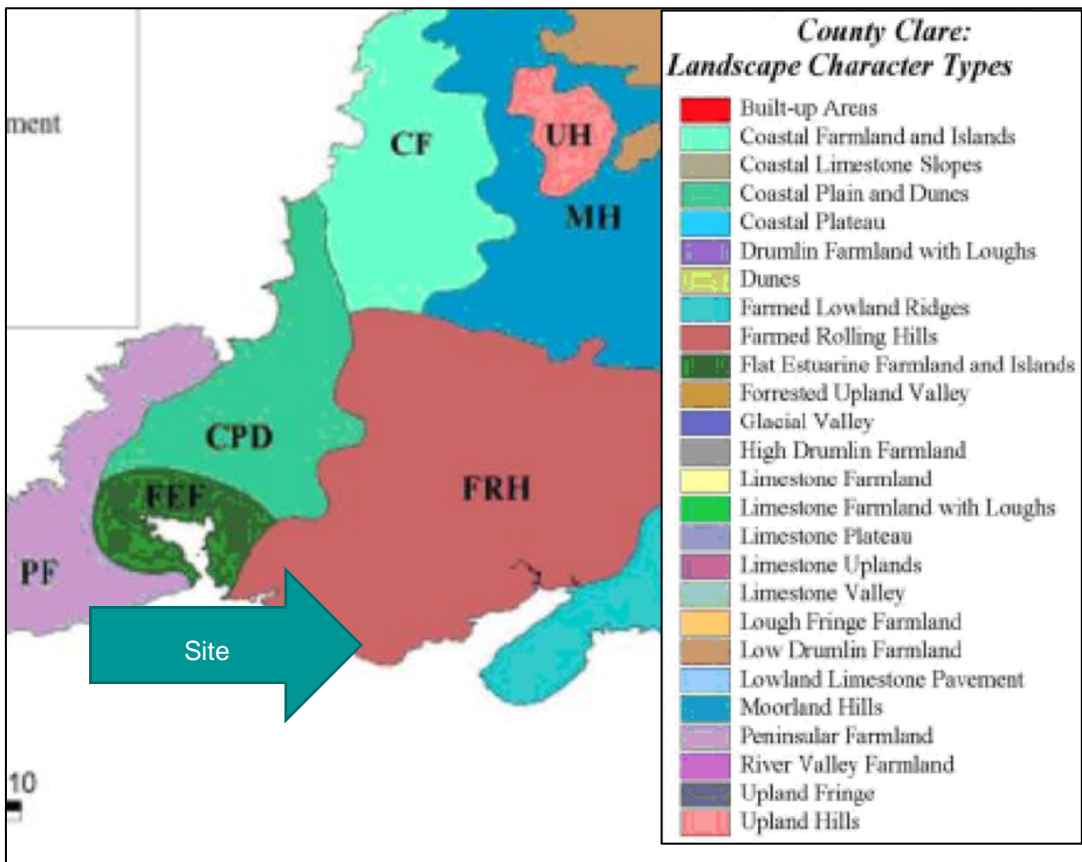 ment
CF
UH
MH
CPD
FEF
FRH
PF
Site
10
County Clare:
Landscape Character Types
Built-up Areas
Coastal Farmland and Islands
Coastal Limestone Slopes
Coastal Plain and Dunes
Coastal Plateau
Drumlin Farmland with Loughs
Dunes
Farmed Lowland Ridges
Farmed Rolling Hills
Flat Estuarine Farmland and Islands
Forrested Upland Valley
Glacial Valley
High Drumlin Farmland
Limestone Farmland
Limestone Farmland with Loughs
Limestone Plateau
Limestone Uplands
Limestone Valley
Lough Fringe Farmland
Low Drumlin Farmland
Lowland Limestone Pavement
Moorland Hills
Peninsular Farmland
River Valley Farmland
Upland Fringe
Upland Hills